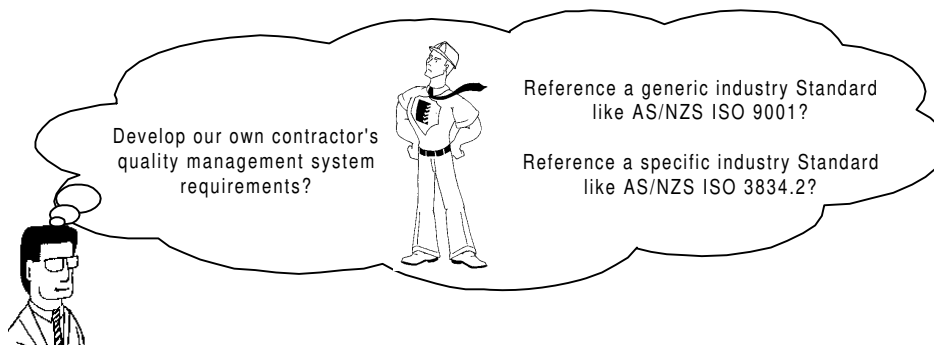 Develop our own contractor's
quality management system
requirements?
Reference a generic industry Standard
like AS/NZS ISO 9001?
Reference a specific industry Standard
like AS/NZS ISO 3834.2?